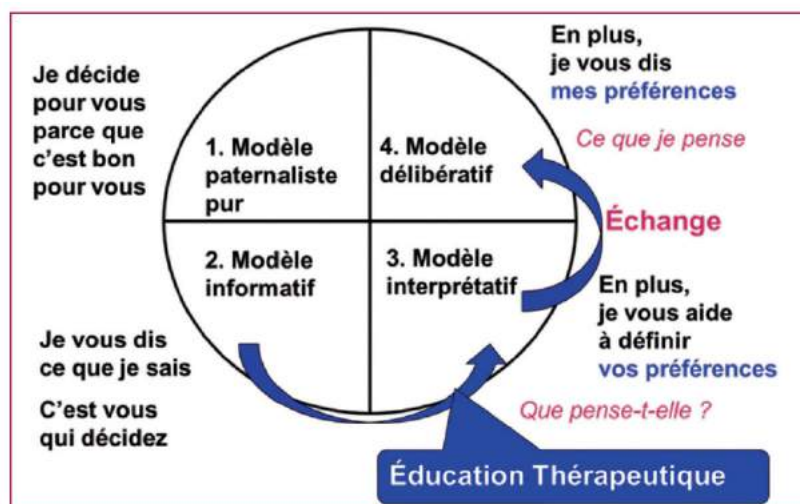 Je décide
pour vous
parce que
c'est bon
pour vous
1. Modèle
paternaliste
pur
4. Modèle
délibératif
En plus,
je vous dis
mes préférences
Ce que je pense
Échange
2. Modèle
informatif
3. Modèle
interprétatif
En plus,
je vous aide
à définir
vos préférences
Que pense-t-elle ?
Je vous dis
ce que je sais
C'est vous
qui décidez
Éducation Thérapeutique